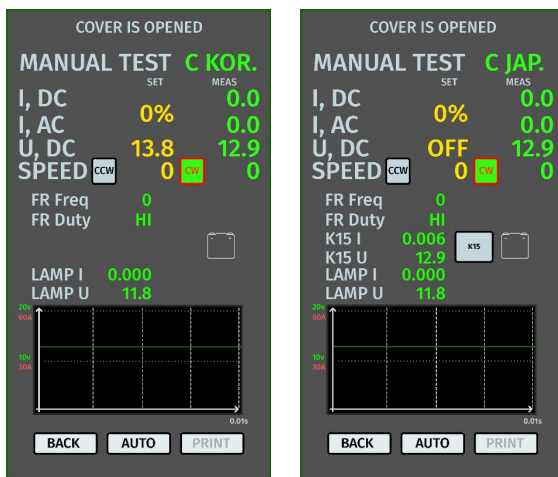 COVER IS OPENED
MANUAL TEST C KOR.
SET MEAS
I, DC 0.0
0%
I, AC 0.0
U, DC 13.8 12.9
SPEED CCW 0 CW 0
FR Freq 0
FR Duty HI
LAMP I 0.000
LAMP U 11.8
20v
60A
10v
30A
0.01s
BACK AUTO PRINT
COVER IS OPENED
MANUAL TEST C JAP.
SET MEAS
I, DC 0.0
0%
I, AC 0.0
U, DC OFF 12.9
SPEED CCW 0 CW 0
FR Freq 0
FR Duty HI
K15 I 0.006
K15
K15 U 12.9
LAMP I 0.000
LAMP U 11.8
20v
60A
10v
30A
0.01s
BACK AUTO PRINT